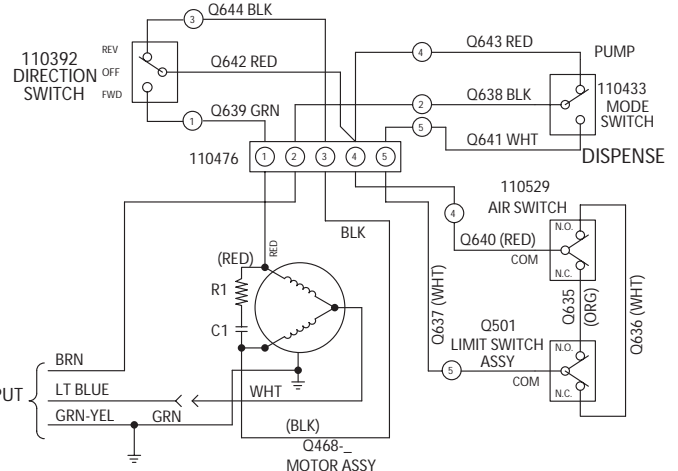 3 Q644 BLK
REV
110392
DIRECTION
SWITCH
OFF
FWD
Q642 RED
1 Q639 GRN
4 Q643 RED
PUMP
2 Q638 BLK
110433
MODE
SWITCH
5
Q641 WHT
DISPENSE
110476
1 2 3 4 5
110529
AIR SWITCH
4
N.O.
Q640 (RED)
COM
N.C.
BLK
RED
(RED)
R1
C1
Q637 (WHT)
Q635
(ORG)
Q636 (WHT)
Q501
LIMIT SWITCH
ASSY
N.O.
5
COM
N.C.
BRN
PUT
LT BLUE
WHT
GRN-YEL
GRN
(BLK)
Q468-_
MOTOR ASSY